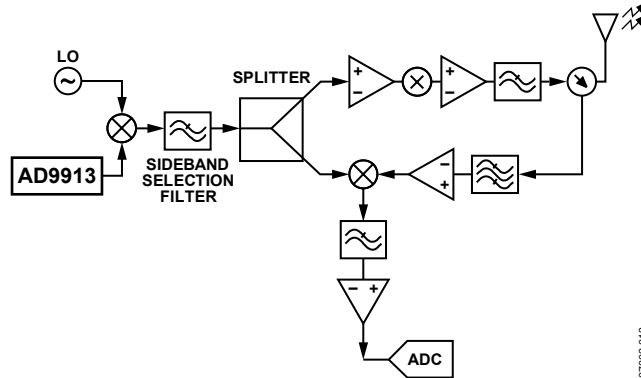 LO
SPLITTER
AD9913
SIDEBAND
SELECTION
FILTER
ADC